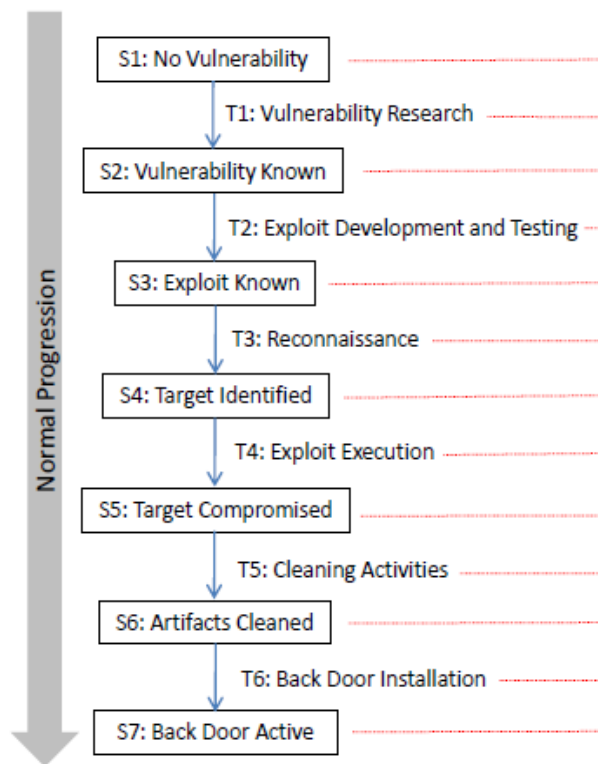 S1: No Vulnerability
T1: Vulnerability Research
S2: Vulnerability Known
T2: Exploit Development and Testing
S3: Exploit Known
T3: Reconnaissance
S4: Target Identified
T4: Exploit Execution
S5: Target Compromised
T5: Cleaning Activities
S6: Artifacts Cleaned
T6: Back Door Installation
S7: Back Door Active
Normal Progression